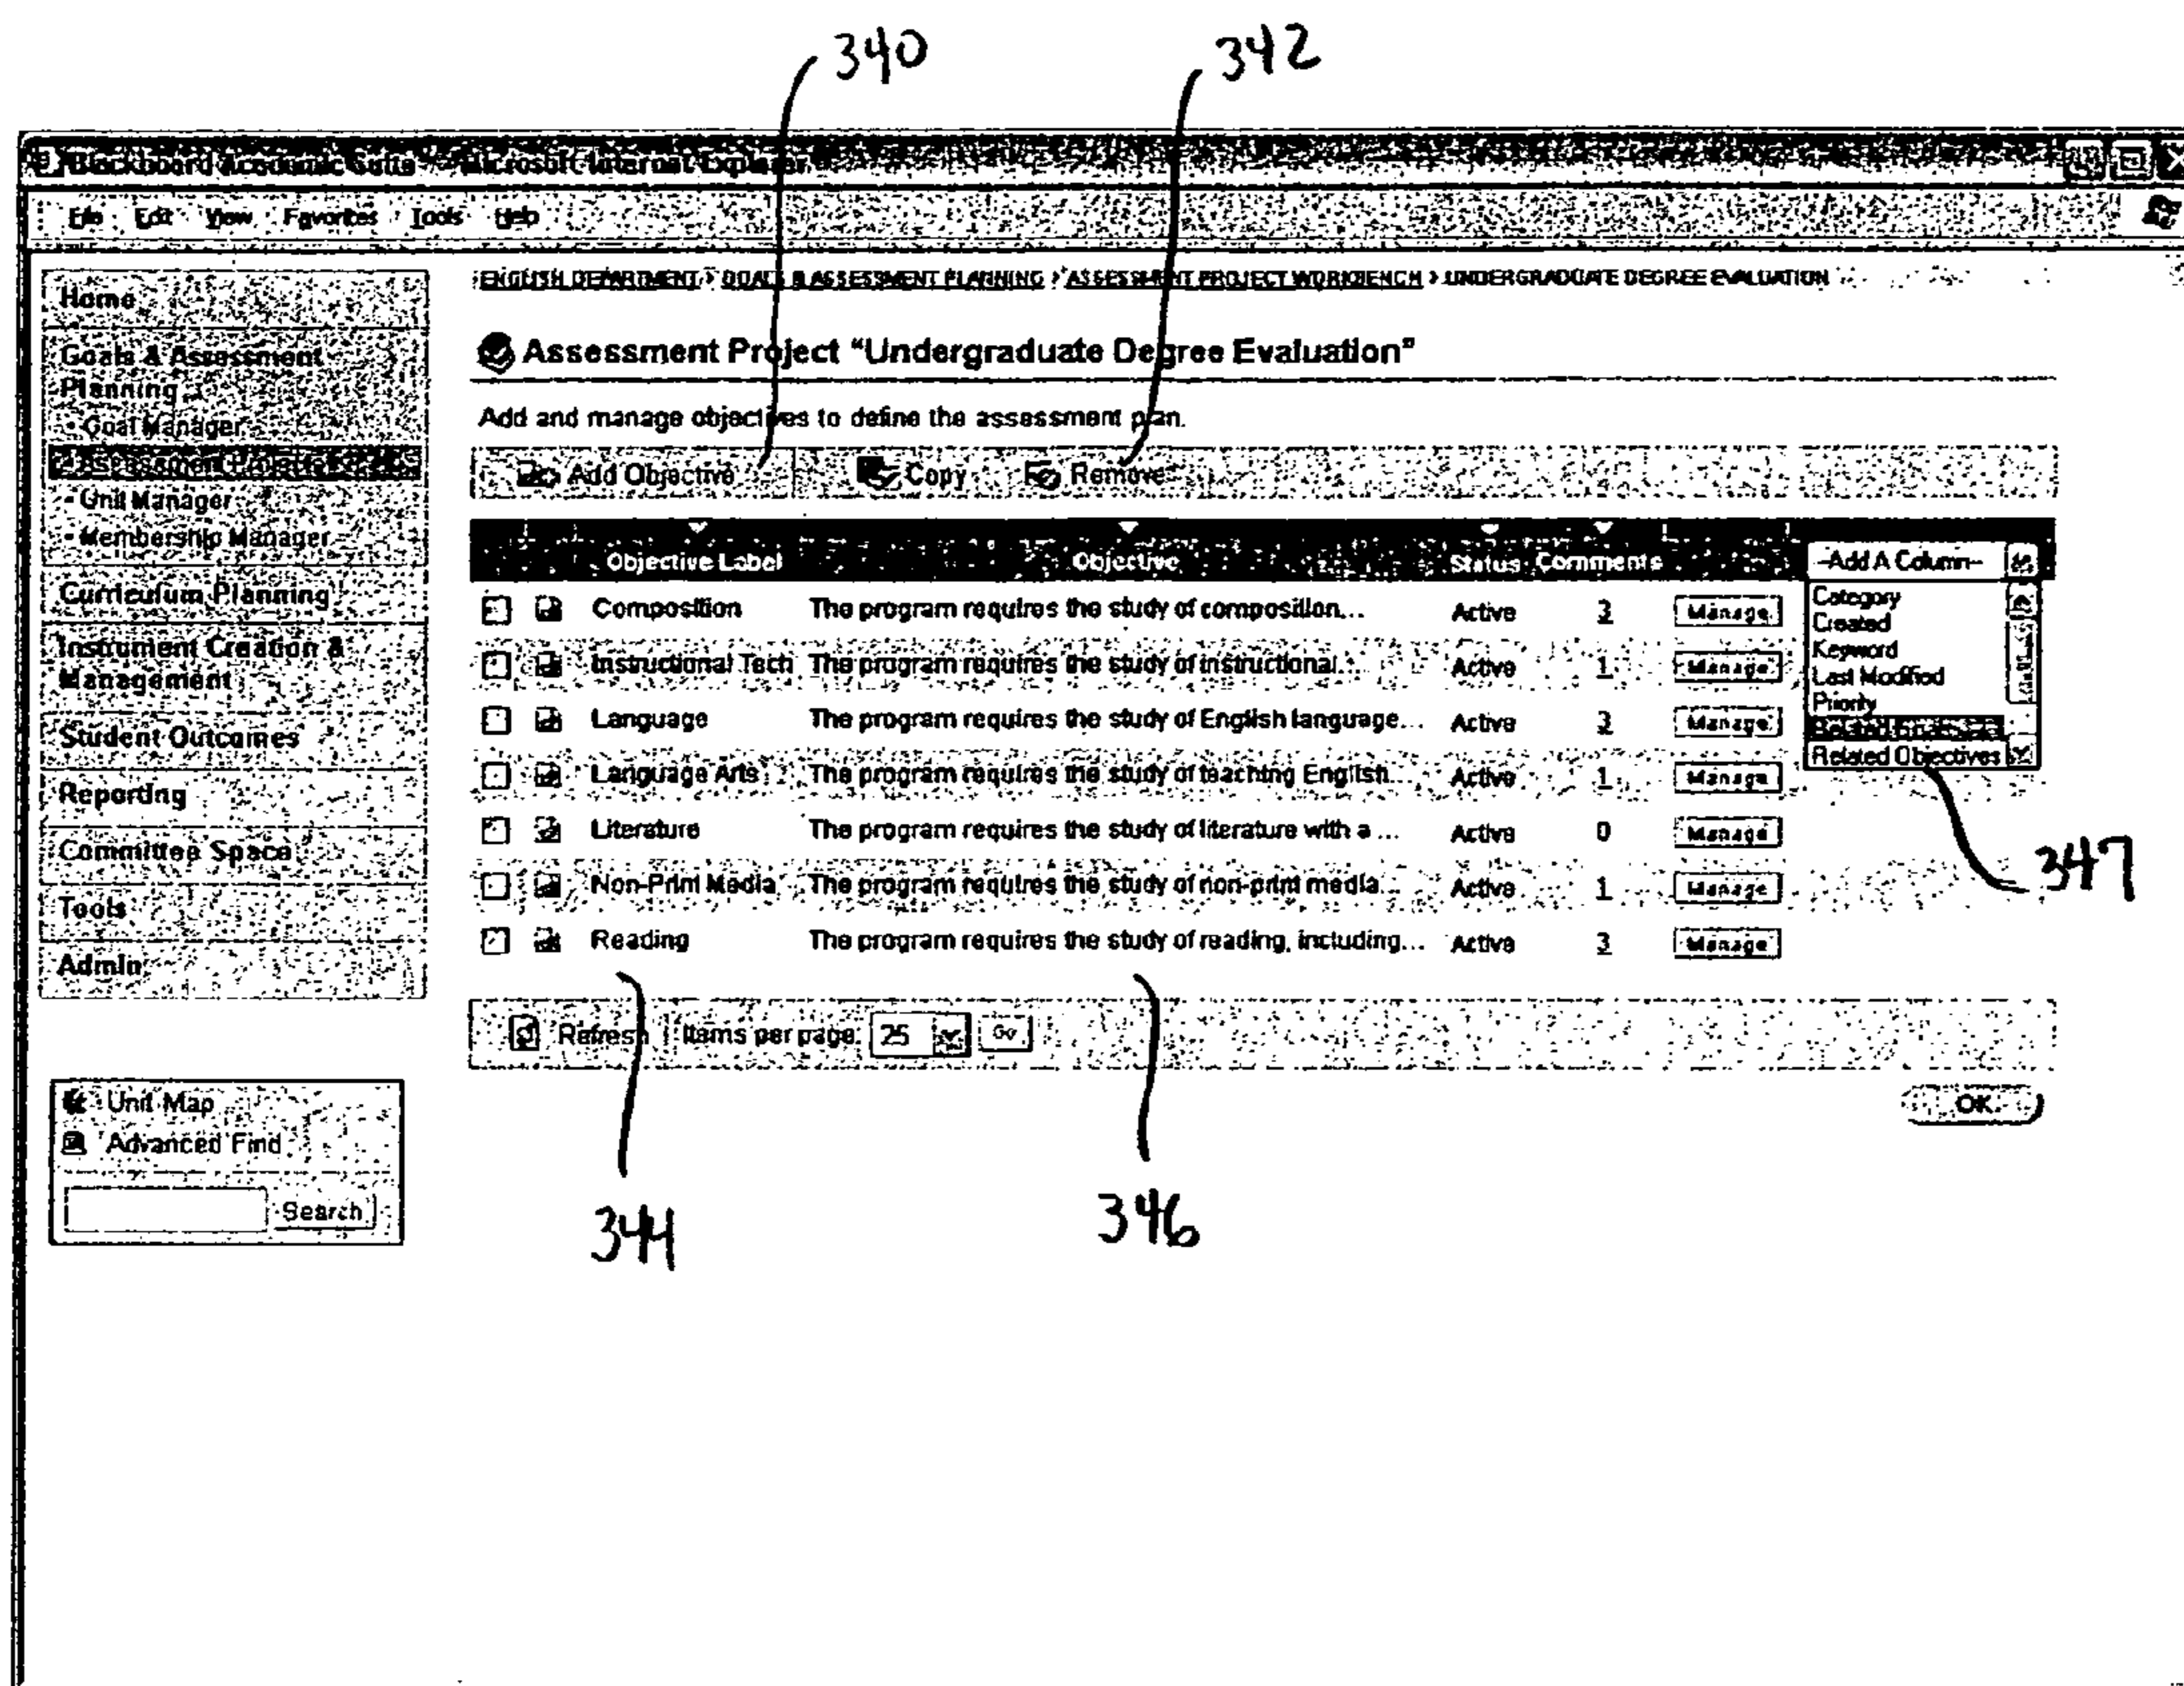 340 342
Blackboard Academic Suite - Microsoft Internet Explorer
File Edit View Favorites Tools Help
ENGLISH DEPARTMENT > GOALS & ASSESSMENT PLANNING > ASSESSMENT PROJECT WORKBENCH > UNDERGRADUATE DEGREE EVALUATION
Home
Goals & Assessment
Planning
• Goal Manager
• Assessment Projects
• Unit Manager
• Membership Manager
Curriculum Planning
Instrument Creation &
Management
Student Outcomes
Reporting
Committee Space
Tools
Admin
Unit Map
Advanced Find
Search
Assessment Project "Undergraduate Degree Evaluation"
Add and manage objectives to define the assessment plan.
Add Objective Copy Remove
Objective Label Objective Status Comments --Add A Column--
Composition The program requires the study of composition... Active Manage
Instructional Tech The program requires the study of instructional... Active 1 Manage
Language The program requires the study of English language... Active Manage
Language Arts The program requires the study of teaching English... Active 1 Manage
Literature The program requires the study of literature with a ... Active 0 Manage
Non-Print Media The program requires the study of non-print media... Active 1 Manage
Reading The program requires the study of reading, including... Active 3 Manage
Category
Created
Keyword
Last Modified
Priority
Related Goals
Related Objectives
347
Refresh Items per page: 25 Go
OK
344 346